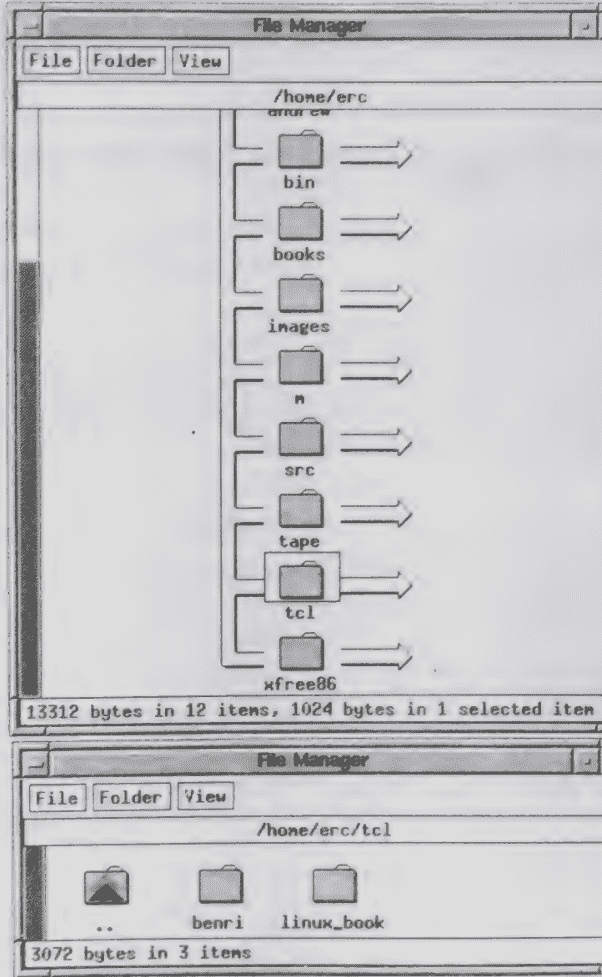 File Manager
File Folder View
/home/erc
andrew
bin
books
images
m
src
tape
tcl
xfree86
13312 bytes in 12 items, 1024 bytes in 1 selected item
File Manager
File Folder View
/home/erc/tcl
.. benri linux_book
3072 bytes in 3 items